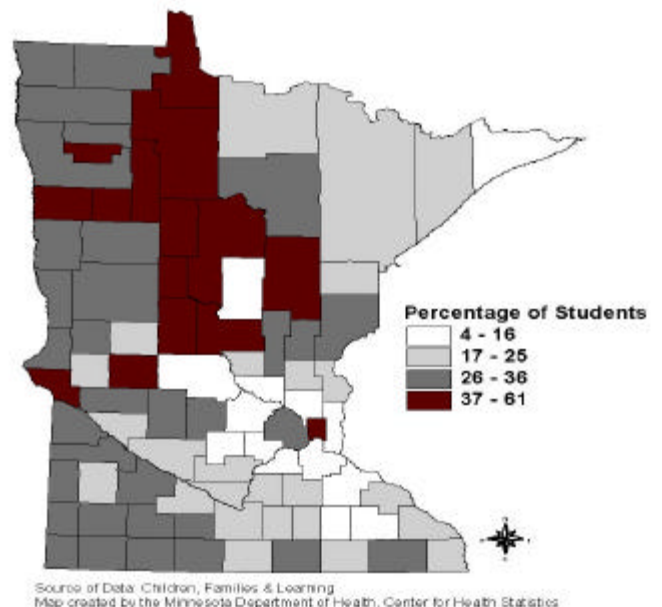 Percentage of Students
4 - 16
17 - 25
26 - 36
37 - 61
Source of Data: Children, Families & Learning
Map created by the Minnesota Department of Health, Center for Health Statistics